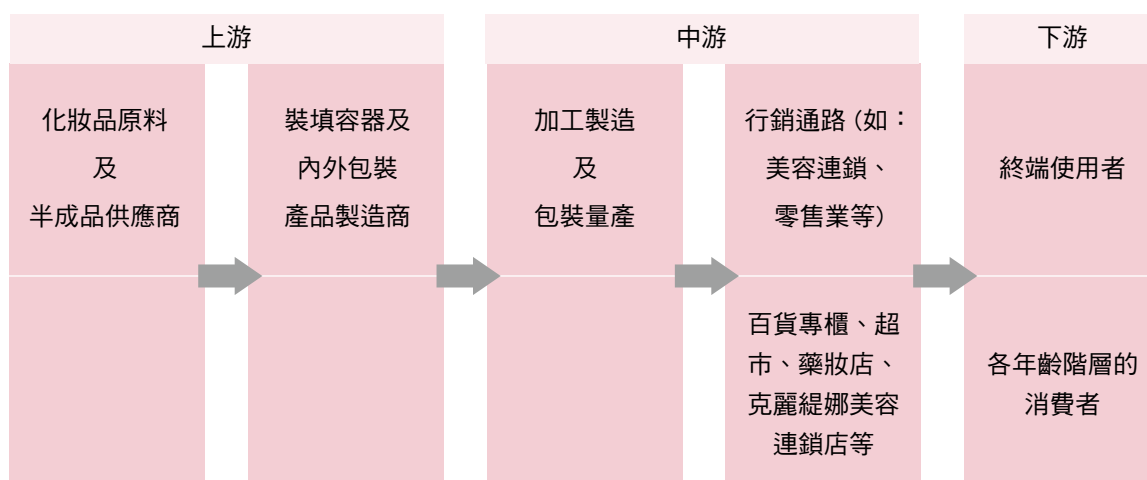 上游
中游
下游
化妝品原料
及
半成品供應商
裝填容器及
內外包裝
產品製造商
加工製造
及
包裝量產
行銷通路 (如：
美容連鎖、
零售業等)
終端使用者
百貨專櫃、超
市、藥妝店、
克麗緹娜美容
連鎖店等
各年齡階層的
消費者